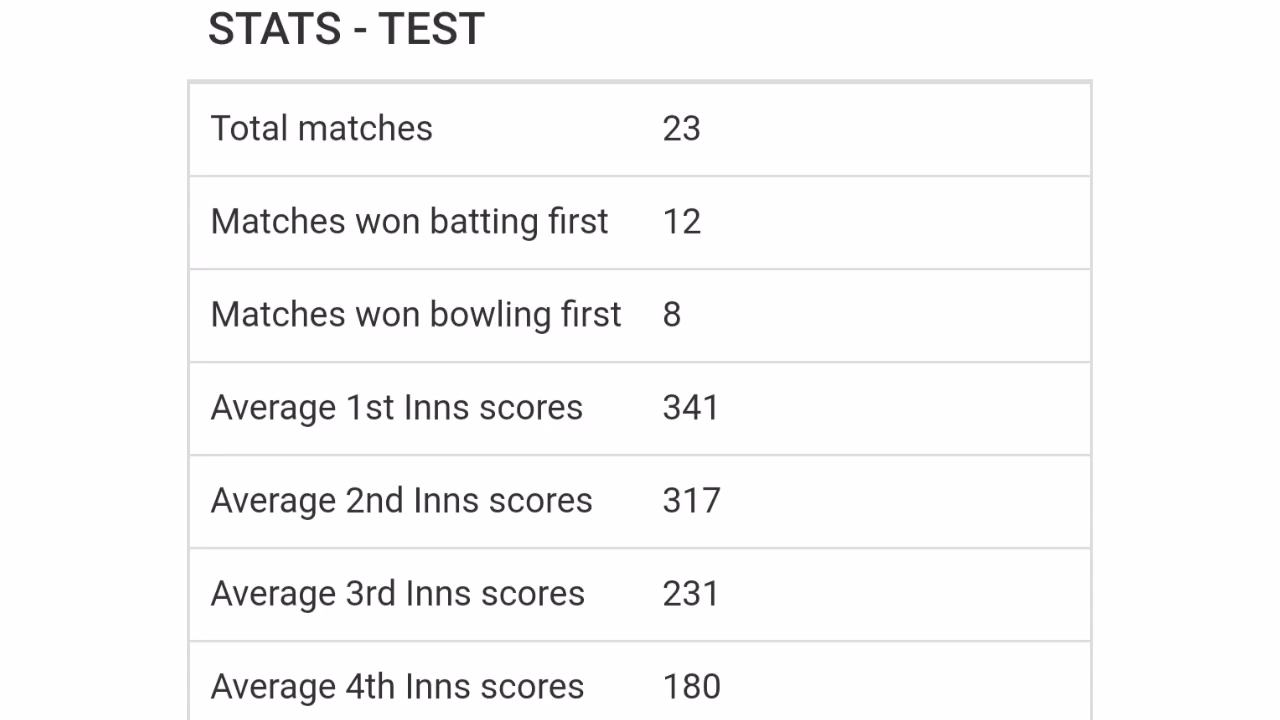 STATS - TEST
Total matches 23
Matches won batting first 12
Matches won bowling first 8
Average 1st Inns scores 341
Average 2nd Inns scores 317
Average 3rd Inns scores 231
Average 4th Inns scores 180